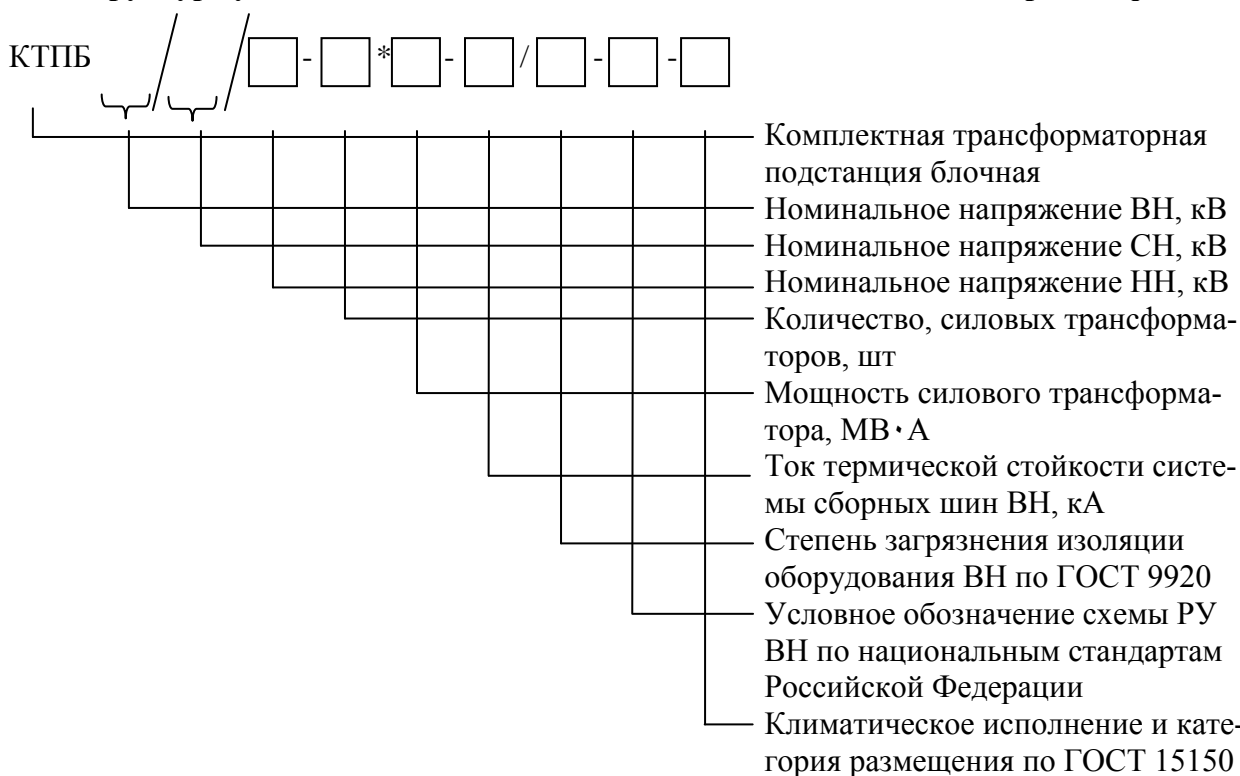 КТПБ / / - * - / - -
Комплектная трансформаторная
подстанция блочная
Номинальное напряжение ВН, кВ
Номинальное напряжение СН, кВ
Номинальное напряжение НН, кВ
Количество, силовых трансформа-
торов, шт
Мощность силового трансформа-
тора, МВ·А
Ток термической стойкости систе-
мы сборных шин ВН, кА
Степень загрязнения изоляции
оборудования ВН по ГОСТ 9920
Условное обозначение схемы РУ
ВН по национальным стандартам
Российской Федерации
Климатическое исполнение и кате-
гория размещения по ГОСТ 15150